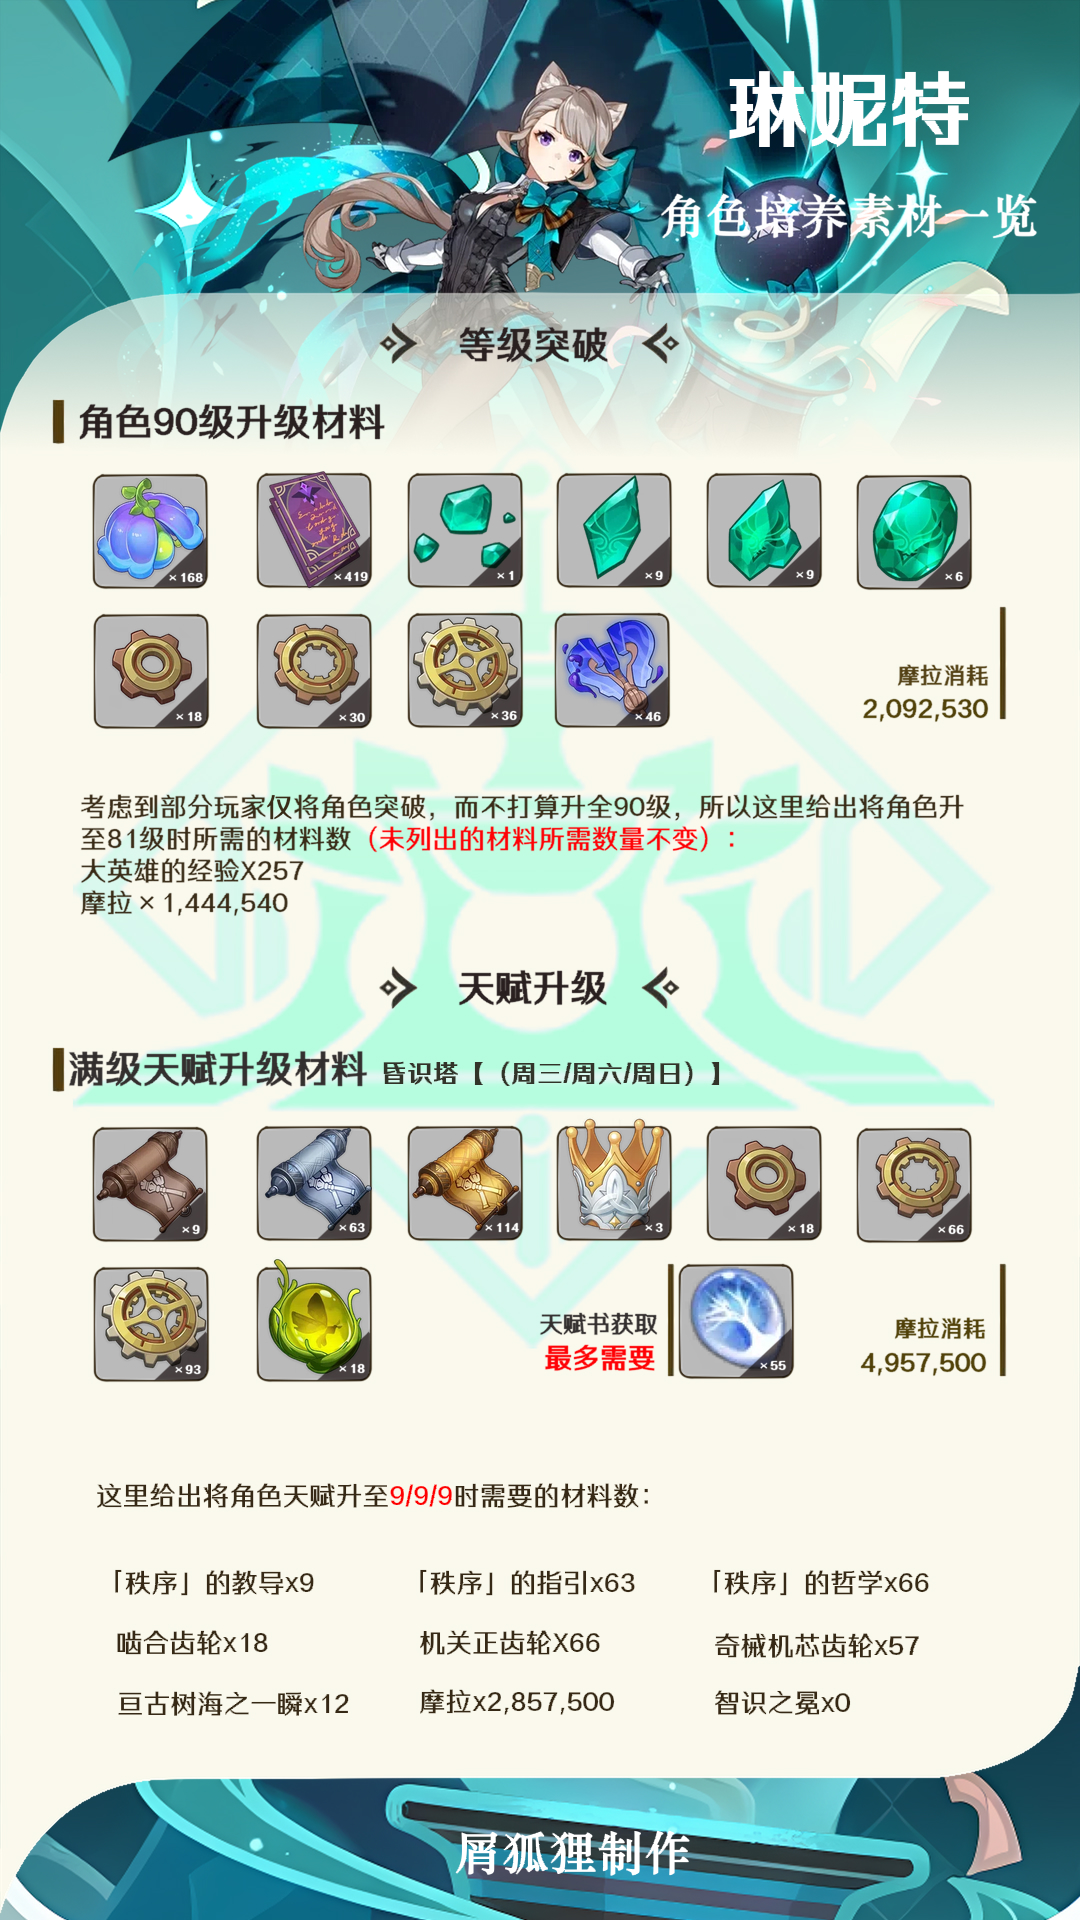 琳妮特
角色培养素材一览
等级突破
角色90级升级材料
×168
×419
×1
×9
×9
×6
×18
×30
×36
×46
摩拉消耗
2,092,530
考虑到部分玩家仅将角色突破，而不打算升全90级，所以这里给出将角色升
至81级时所需的材料数（未列出的材料所需数量不变）：
大英雄的经验X257
摩拉×1,444,540
天赋升级
满级天赋升级材料 昏识塔【（周三/周六/周日）】
×9
×63
×114
×3
×18
×66
×93
×18
天赋书获取
最多需要
×55
摩拉消耗
4,957,500
这里给出将角色天赋升至9/9/9时需要的材料数：
「秩序」的教导x9 「秩序」的指引x63 「秩序」的哲学x66
啮合齿轮x18 机关正齿轮X66 奇械机芯齿轮x57
亘古树海之一瞬x12 摩拉x2,857,500 智识之冕x0
屑狐狸制作